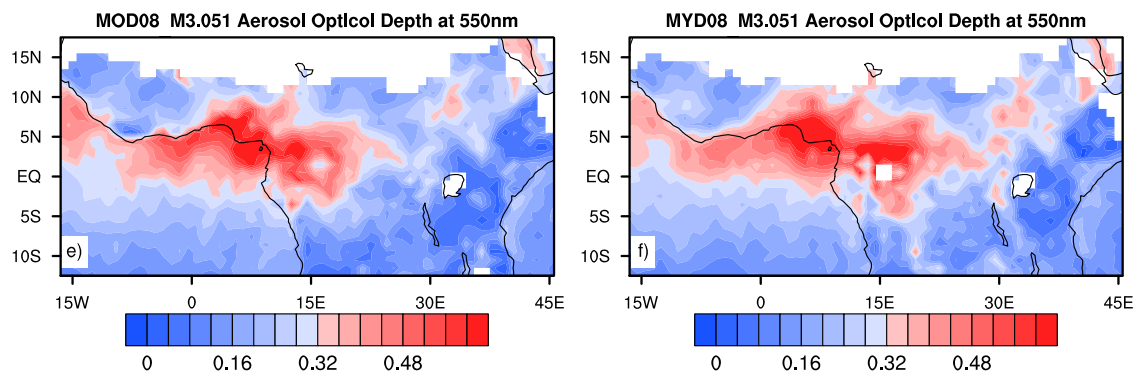 MOD08 M3.051 Aerosol Optlcol Depth at 550nm
MYD08 M3.051 Aerosol Optlcol Depth at 550nm
15N
10N
5N
EQ
5S
10S
e)
15W 0 15E 30E 45E
0 0.16 0.32 0.48
15N
10N
5N
EQ
5S
10S
f)
15W 0 15E 30E 45E
0 0.16 0.32 0.48